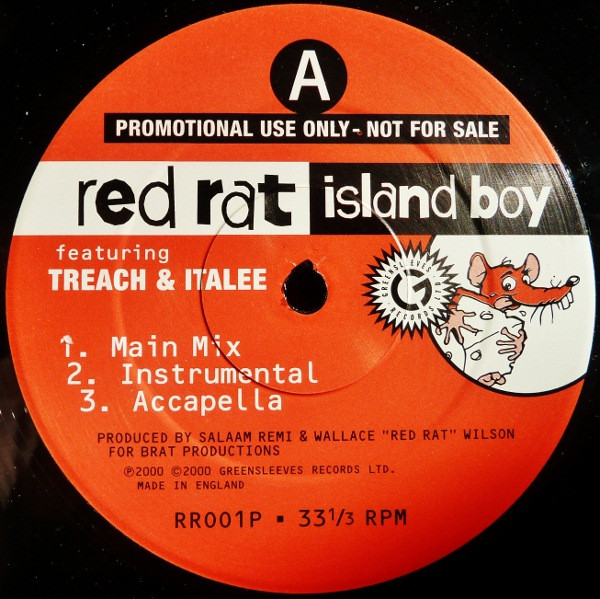 A
PROMOTIONAL USE ONLY- NOT FOR SALE
red rat island boy
featuring
TREACH & ITALEE
GREENSLEEVES
RECORDS
G
1. Main Mix
2. Instrumental
3. Accapella
PRODUCED BY SALAAM REMI & WALLACE "RED RAT" WILSON
FOR BRAT PRODUCTIONS
℗2000 ©2000 GREENSLEEVES RECORDS LTD.
MADE IN ENGLAND
RR001P ▪ 33⅓ RPM